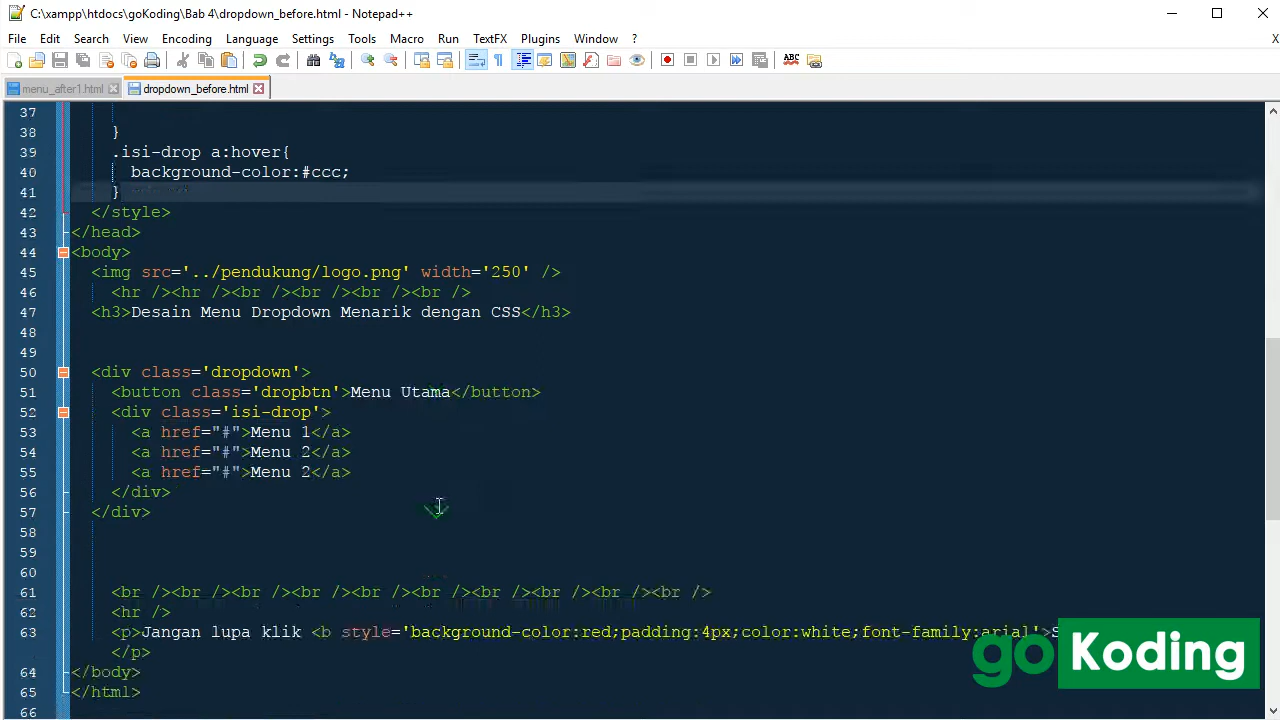 C:\xampp\htdocs\goKoding\Bab 4\dropdown_before.html - Notepad++
File Edit Search View Encoding Language Settings Tools Macro Run TextFX Plugins Window ? X
menu_after1.html dropdown_before.html
37
38 }
39 .isi-drop a:hover{
40 background-color:#ccc;
41 }
42 </style>
43 </head>
44 <body>
45 <img src='../pendukung/logo.png' width='250' />
46 <hr /><hr /><br /><br /><br /><br />
47 <h3>Desain Menu Dropdown Menarik dengan CSS</h3>
48
49
50 <div class='dropdown'>
51 <button class='dropbtn'>Menu Utama</button>
52 <div class='isi-drop'>
53 <a href="#">Menu 1</a>
54 <a href="#">Menu 2</a>
55 <a href="#">Menu 2</a>
56 </div>
57 </div>
58
59
60
61 <br /><br /><br /><br /><br /><br /><br /><br /><br /><br />
62 <hr />
63 <p>Jangan lupa klik <b style='background-color:red;padding:4px;color:white;font-family:arial'>
</p>
64 </body>
65 </html>
66
go Koding